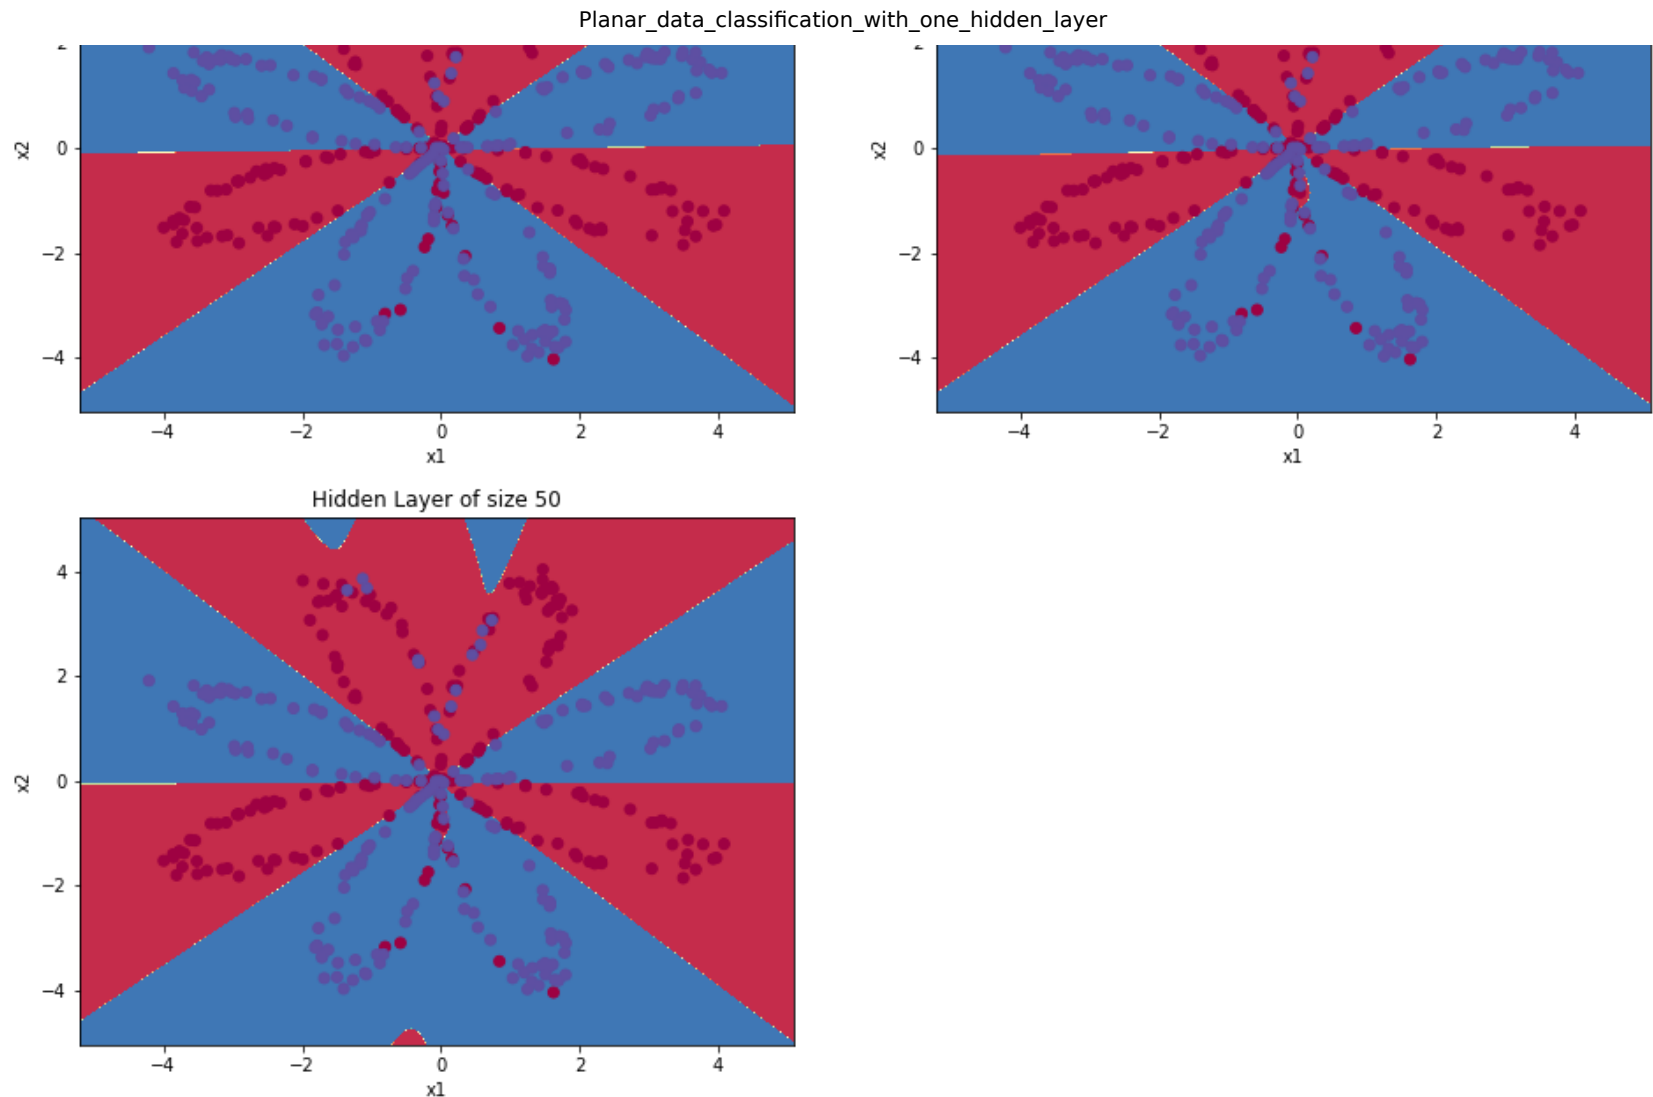 Planar_data_classification_with_one_hidden_layer
2
0
−2
−4
x2
−4 −2 0 2 4
x1
2
0
−2
−4
x2
−4 −2 0 2 4
x1
Hidden Layer of size 50
4
2
0
−2
−4
x2
−4 −2 0 2 4
x1